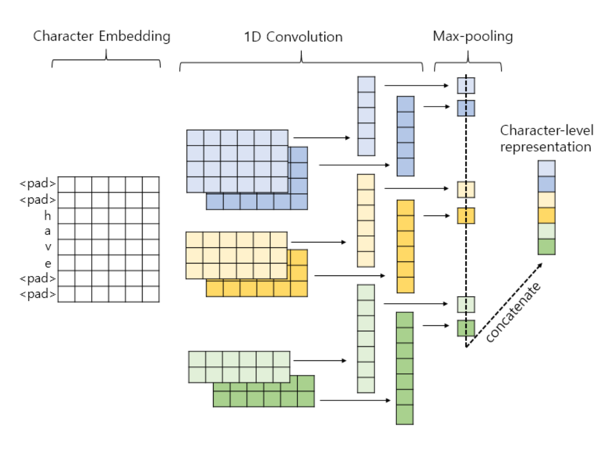 Character Embedding
1D Convolution
Max-pooling
Character-level
representation
<pad>
<pad>
h
a
v
e
<pad>
<pad>
concatenate